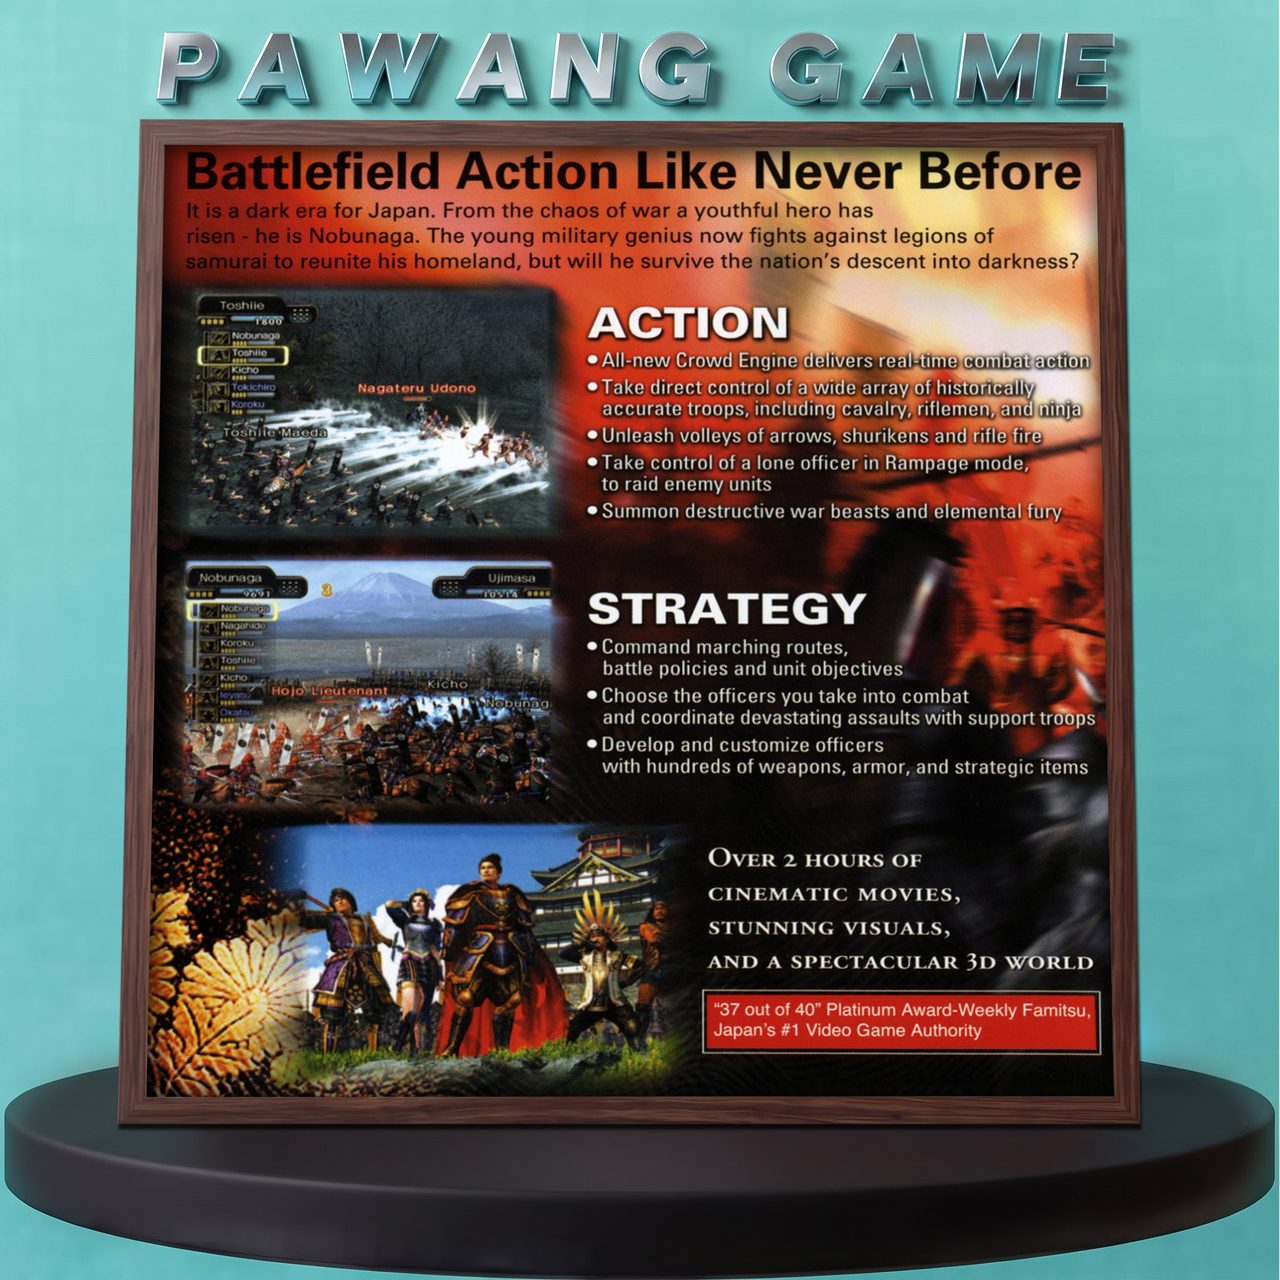 PAWANG GAME
Battlefield Action Like Never Before
It is a dark era for Japan. From the chaos of war a youthful hero has
risen - he is Nobunaga. The young military genius now fights against legions of
samurai to reunite his homeland, but will he survive the nation's descent into darkness?
Toshiie
1800
Nobunaga
Toshiie
Kicho
Tokichiro
Koroku
Nagateru Udono
Toshiie Maeda
ACTION
• All-new Crowd Engine delivers real-time combat action
• Take direct control of a wide array of historically
accurate troops, including cavalry, riflemen, and ninja
• Unleash volleys of arrows, shurikens and rifle fire
• Take control of a lone officer in Rampage mode,
to raid enemy units
• Summon destructive war beasts and elemental fury
Nobunaga
9691
3
Ujimasa
10514
Nobunaga
Nagahide
Koroku
Toshiie
Kicho
Ieyasu
Okatsu
Hojo Lieutenant
Kicho
Nobunag
STRATEGY
• Command marching routes,
battle policies and unit objectives
• Choose the officers you take into combat
and coordinate devastating assaults with support troops
• Develop and customize officers
with hundreds of weapons, armor, and strategic items
OVER 2 HOURS OF
CINEMATIC MOVIES,
STUNNING VISUALS,
AND A SPECTACULAR 3D WORLD
"37 out of 40" Platinum Award-Weekly Famitsu,
Japan's #1 Video Game Authority